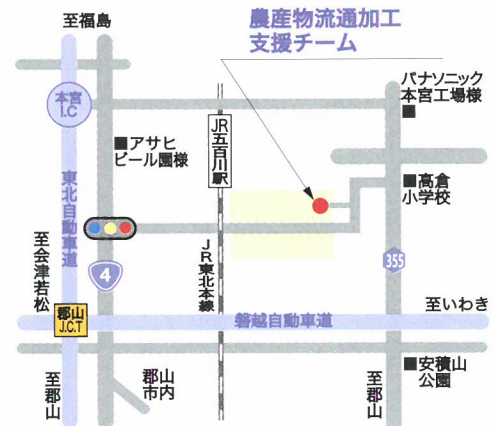 至福島
農産物流通加工
支援チーム
本宮
I.C
パナソニック
本宮工場様
■
■アサヒ
ビール園様
JR五百川駅
東北自動車道
■高倉
小学校
至会津若松
4
JR東北本線
355
郡山
J.C.T
磐越自動車道
至いわき
至郡山
郡山
市内
至郡山
■安積山
公園